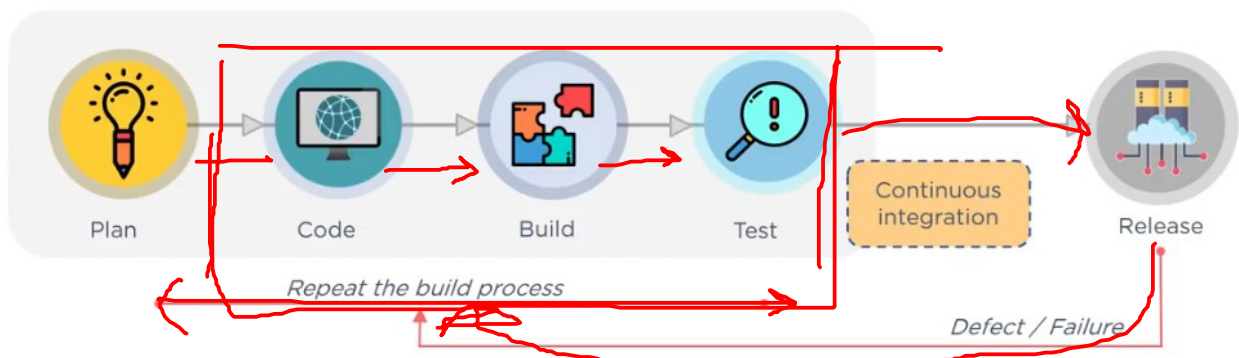 Plan
Code
Build
Test
Continuous
integration
Release
Repeat the build process
Defect / Failure